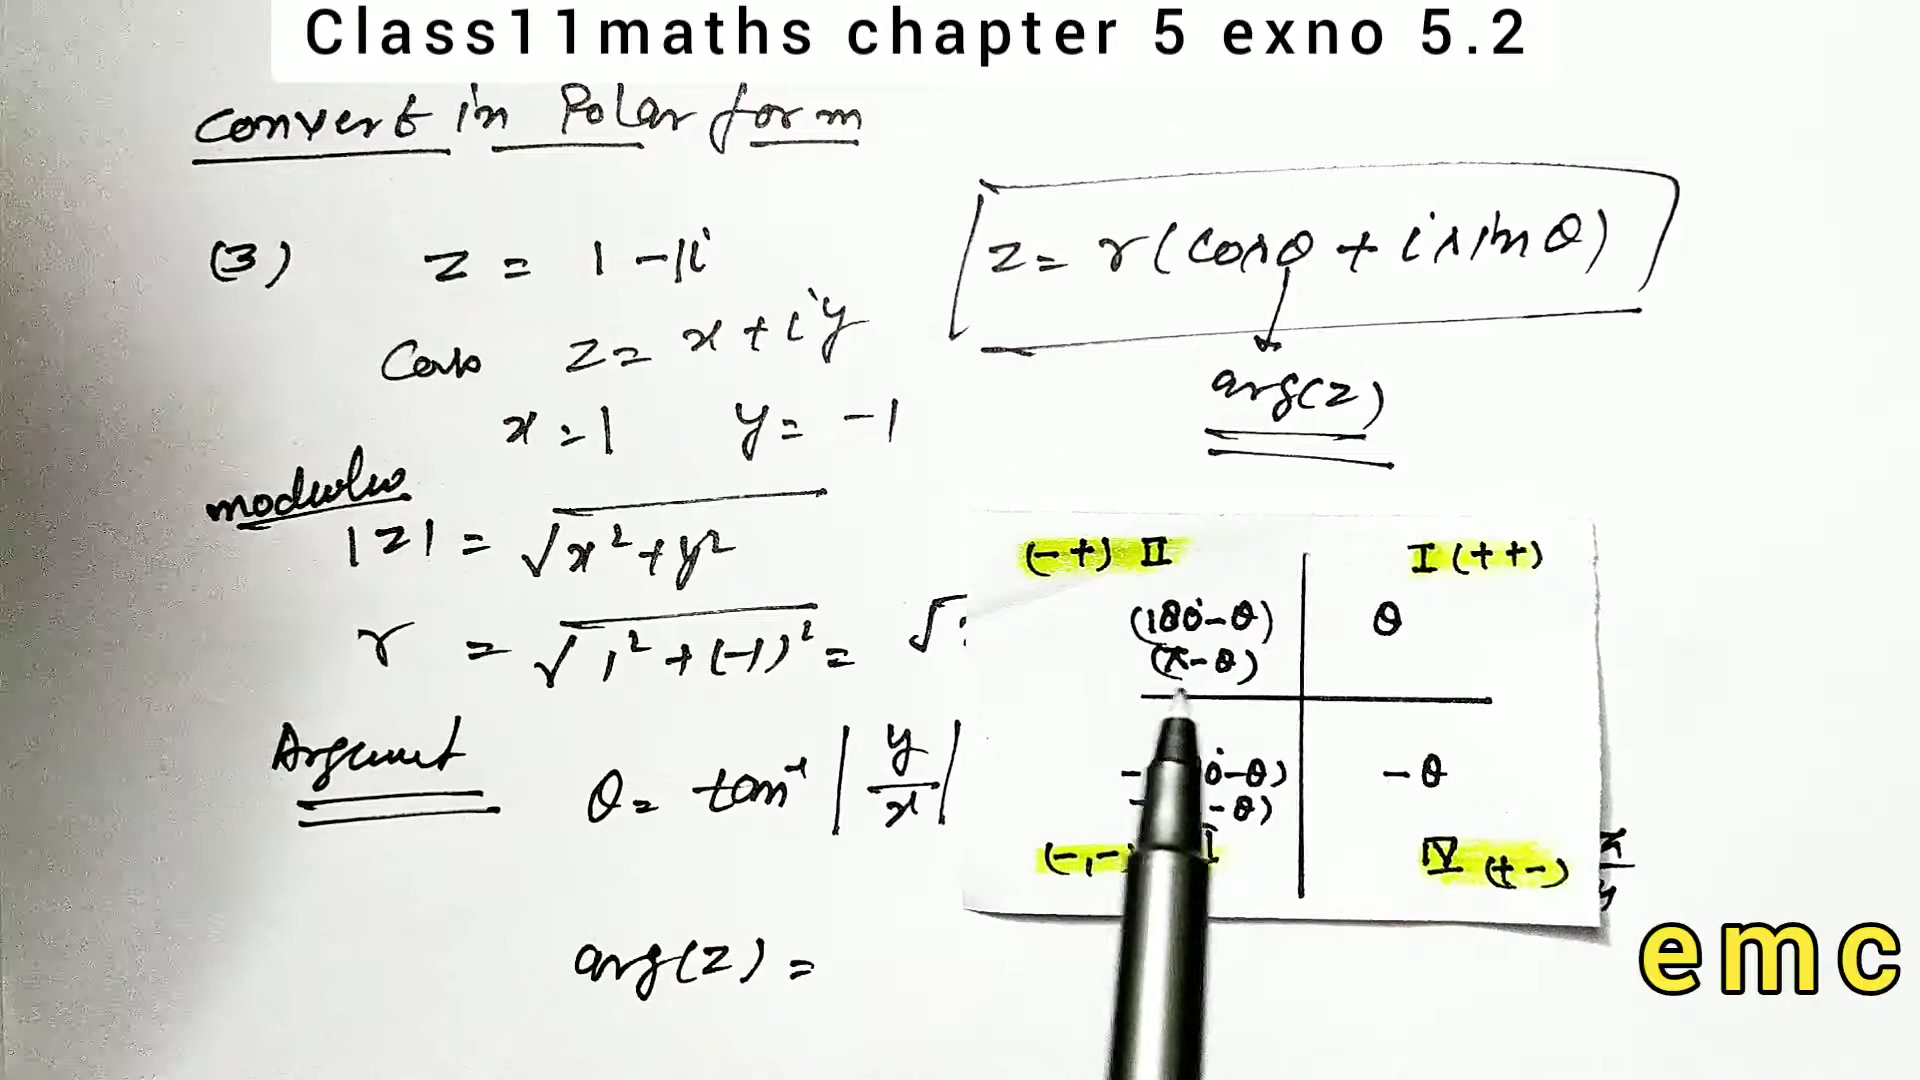 Class11maths chapter 5 exno 5.2
Convert in Polar form
(3) z = 1 - 1i
z = x + iy
x = 1 y = -1
modulus
|z| = √x² + y²
r = √1² + (-1)² = √
Argument θ = tan⁻¹ |y/x|
arg(z) =
z = r(cosθ + i sinθ)
arg(z)
(- +) II I (+ +)
(180° - θ) θ
(π - θ)
-θ) -θ
-θ)
(-, - IV (+ -)
x
y
emc